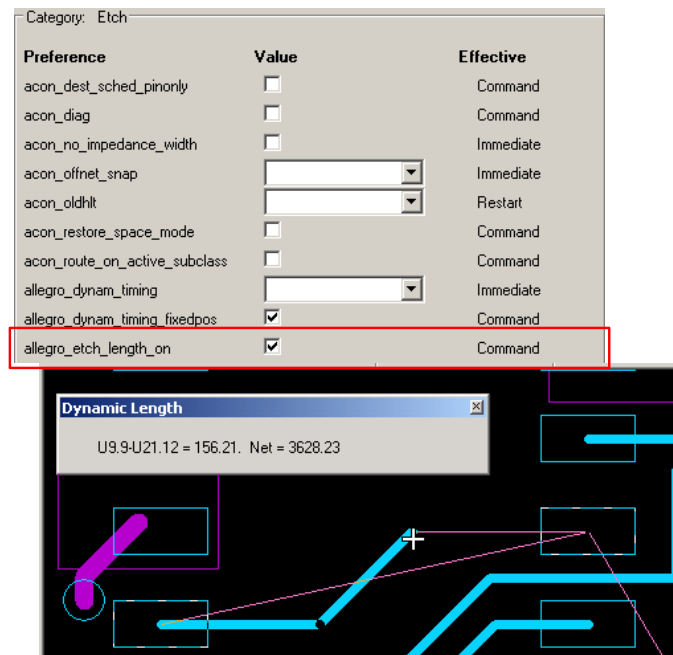 Category: Etch
Preference Value Effective
acon_dest_sched_pinonly Command
acon_diag Command
acon_no_impedance_width Immediate
acon_offnet_snap Immediate
acon_oldhlt Restart
acon_restore_space_mode Command
acon_route_on_active_subclass Command
allegro_dynam_timing Immediate
allegro_dynam_timing_fixedpos Command
allegro_etch_length_on Command
Dynamic Length
U9.9-U21.12 = 156.21. Net = 3628.23